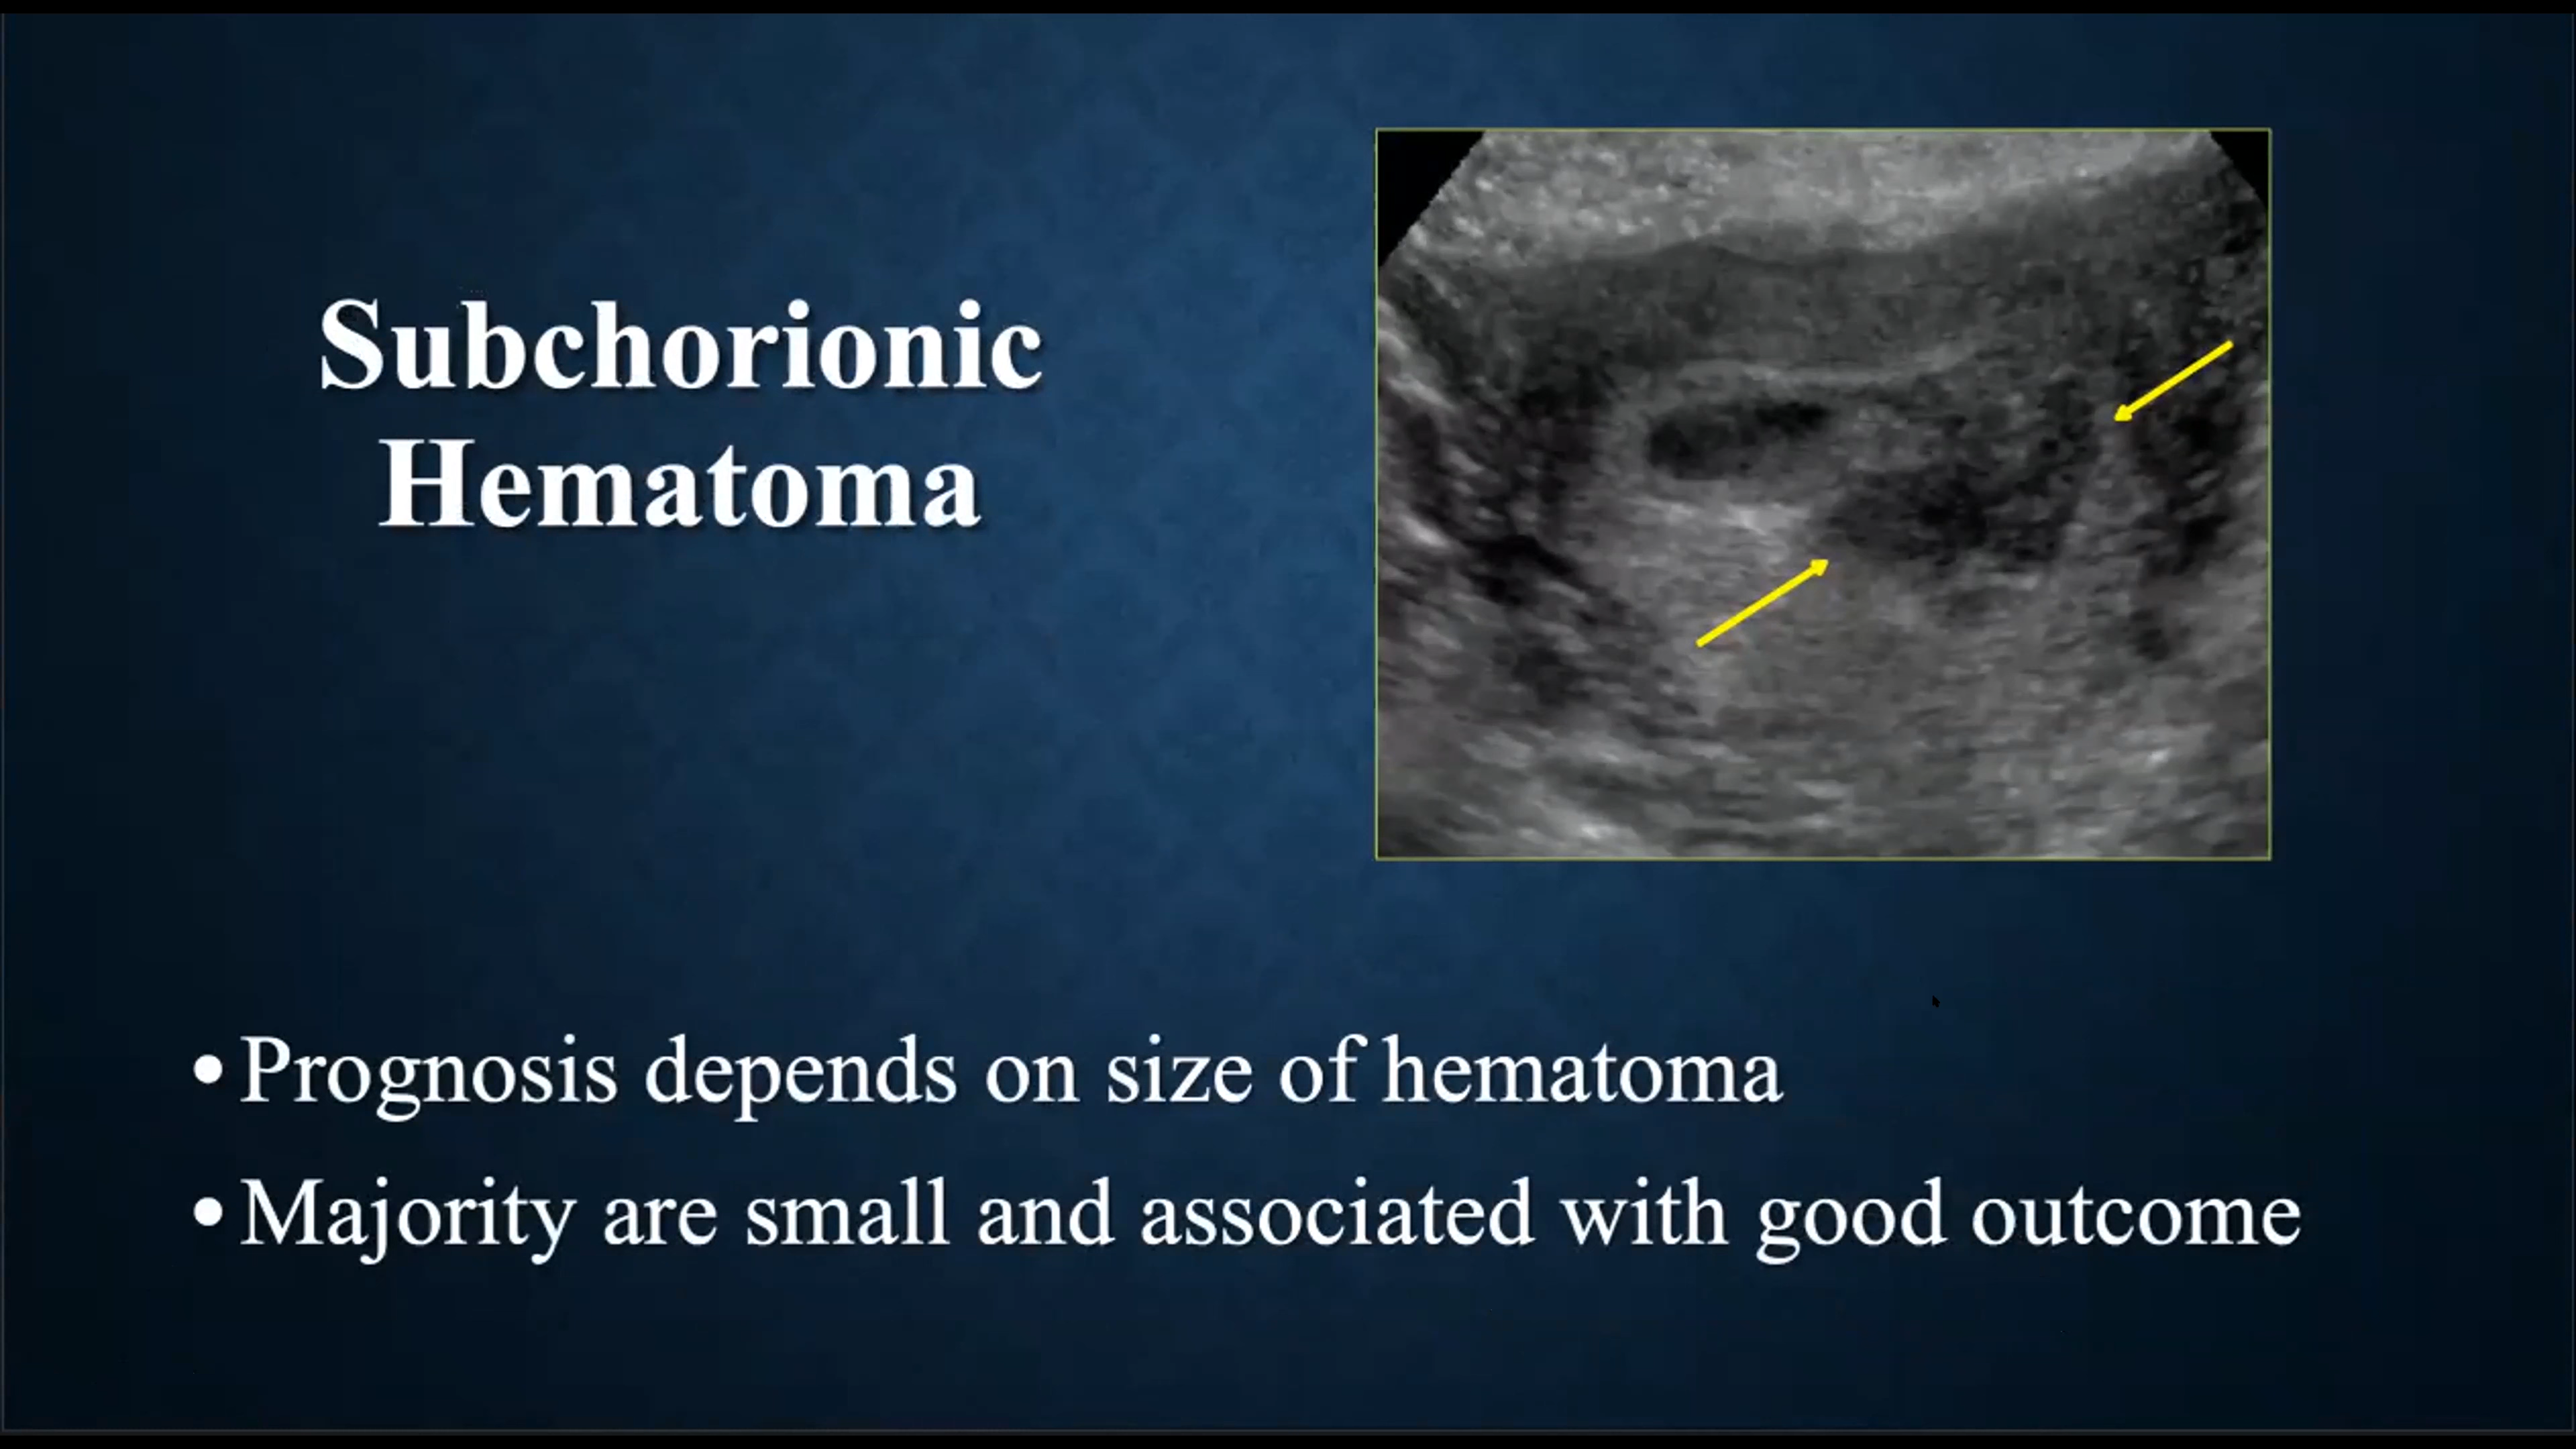 Subchorionic
Hematoma
• Prognosis depends on size of hematoma
• Majority are small and associated with good outcome